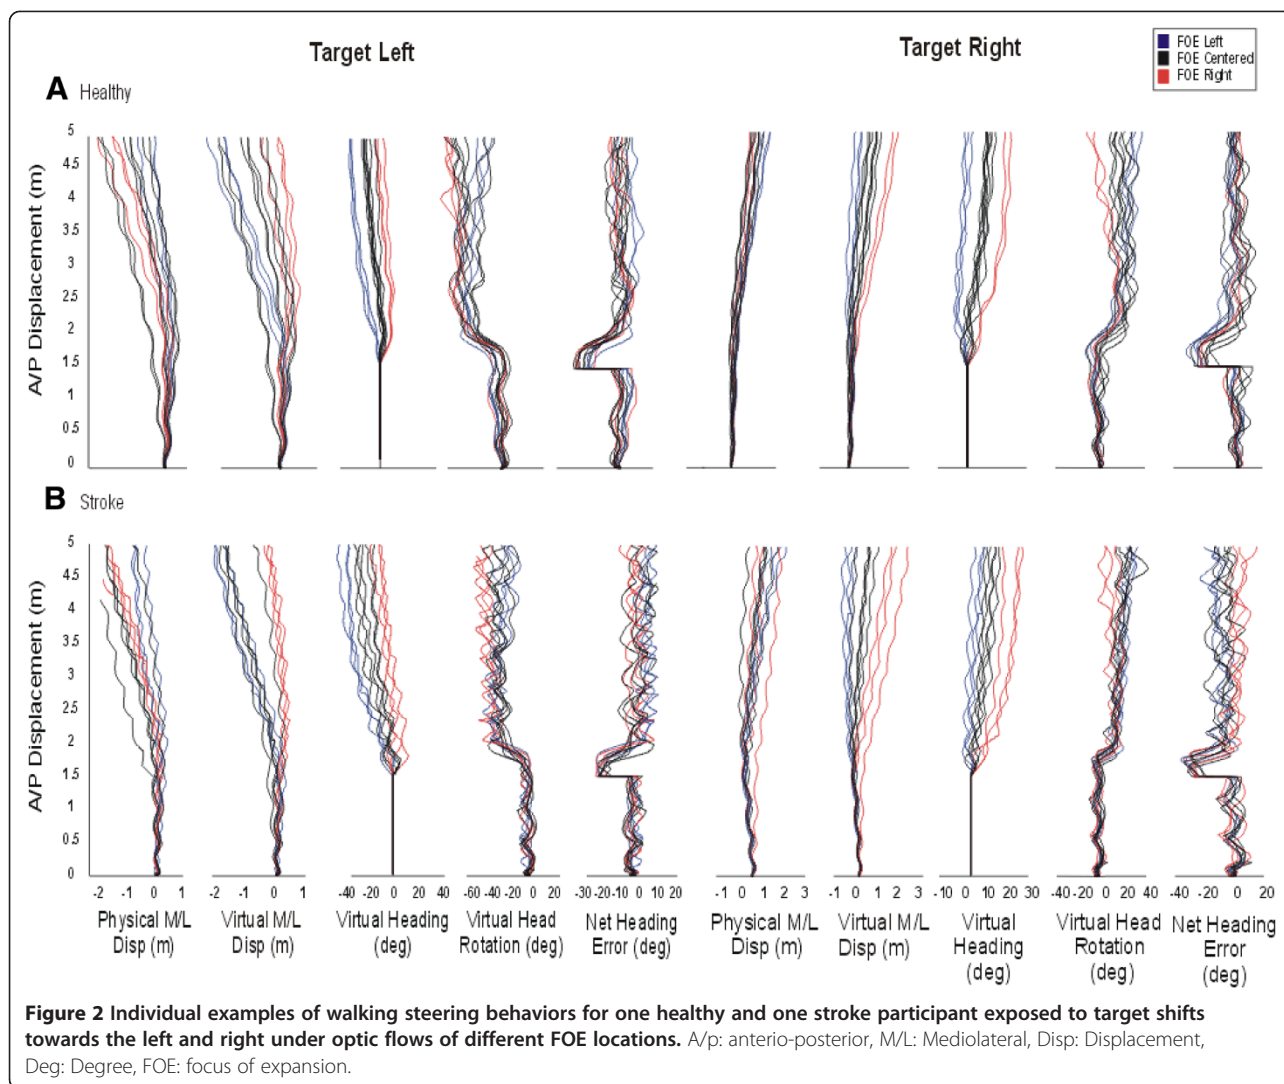 Target Left
Target Right
FOE Left
FOE Centered
FOE Right
A Healthy
A/P Displacement (m)
5
4.5
4
3.5
3
2.5
2
1.5
1
0.5
0
B Stroke
A/P Displacement (m)
5
4.5
4
3.5
3
2.5
2
1.5
1
0.5
0
2 -1 0 1
-2 -1 0 1
-40 0 40
-60 -40 -20 0 20
-30-20-10 0 10 20
-1 0 1 2 3
-1 0 1 2 3
-10 0 10 20 30
-40 -20 0 20 40
-40 -20 0 20
Physical M/L
Disp (m)
Virtual M/L
Disp (m)
Virtual Heading
(deg)
Virtual Head
Rotation (deg)
Net Heading
Error (deg)
Physical M/L
Disp (m)
Virtual M/L
Disp (m)
Virtual
Heading
(deg)
Virtual Head
Rotation
(deg)
Net Heading
Error
(deg)
Figure 2 Individual examples of walking steering behaviors for one healthy and one stroke participant exposed to target shifts
towards the left and right under optic flows of different FOE locations. A/p: anterio-posterior, M/L: Mediolateral, Disp: Displacement,
Deg: Degree, FOE: focus of expansion.